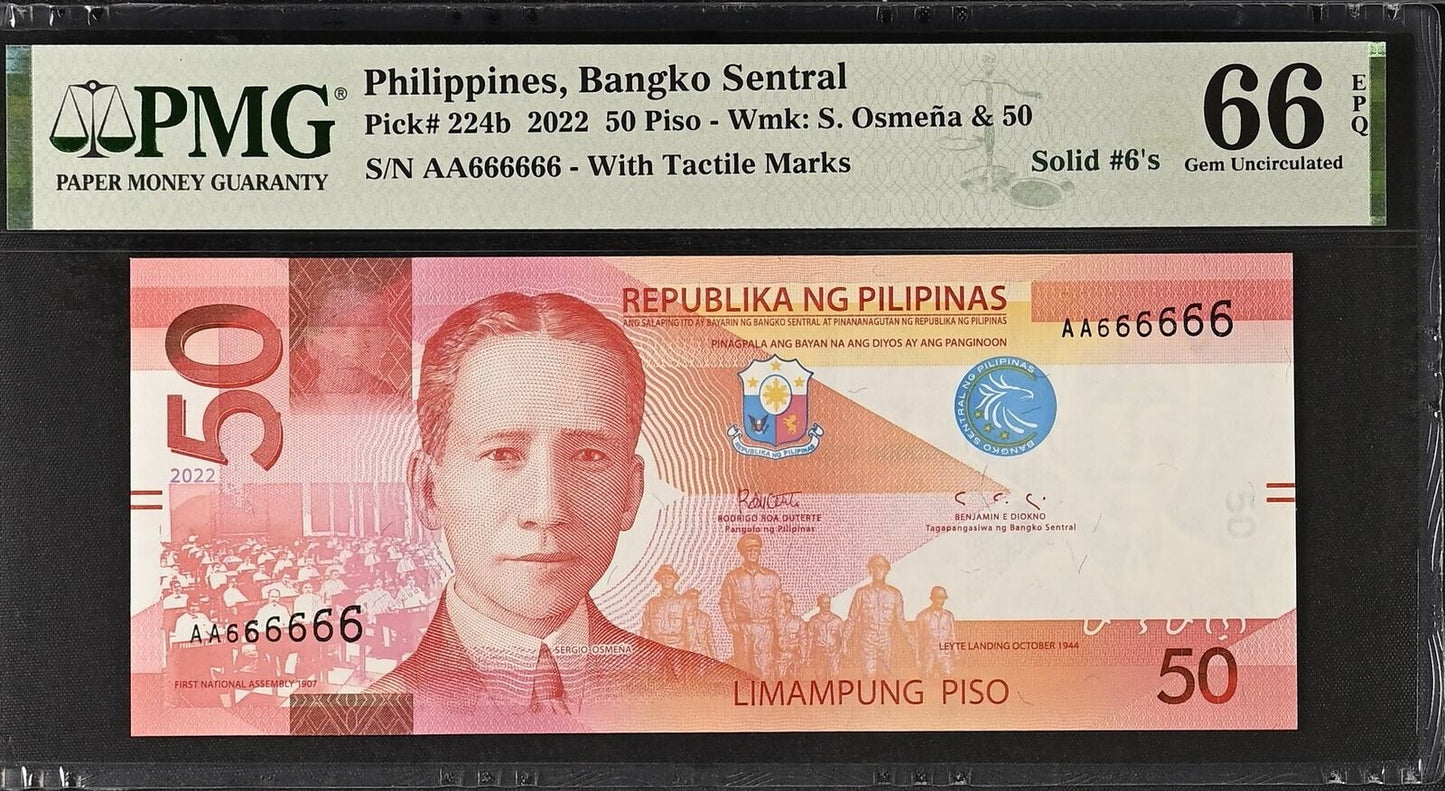 PMG®
PAPER MONEY GUARANTY
Philippines, Bangko Sentral
Pick# 224b 2022 50 Piso - Wmk: S. Osmeña & 50
S/N AA666666 - With Tactile Marks
Solid #6's
66
EPQ
Gem Uncirculated
50
2022
REPUBLIKA NG PILIPINAS
ANG SALAPING ITO AY BAYARIN NG BANGKO SENTRAL AT PINANANAGUTAN NG REPUBLIKA NG PILIPINAS
PINAGPALA ANG BAYAN NA ANG DIYOS AY ANG PANGINOON
AA666666
REPUBLIKA NG PILIPINAS
BANGKO SENTRAL NG PILIPINAS
RODRIGO ROA DUTERTE
Pangulo ng Pilipinas
BENJAMIN E DIOKNO
Tagapangasiwa ng Bangko Sentral
50
AA666666
SERGIO OSMEÑA
LEYTE LANDING OCTOBER 1944
FIRST NATIONAL ASSEMBLY 1907
LIMAMPUNG PISO
50